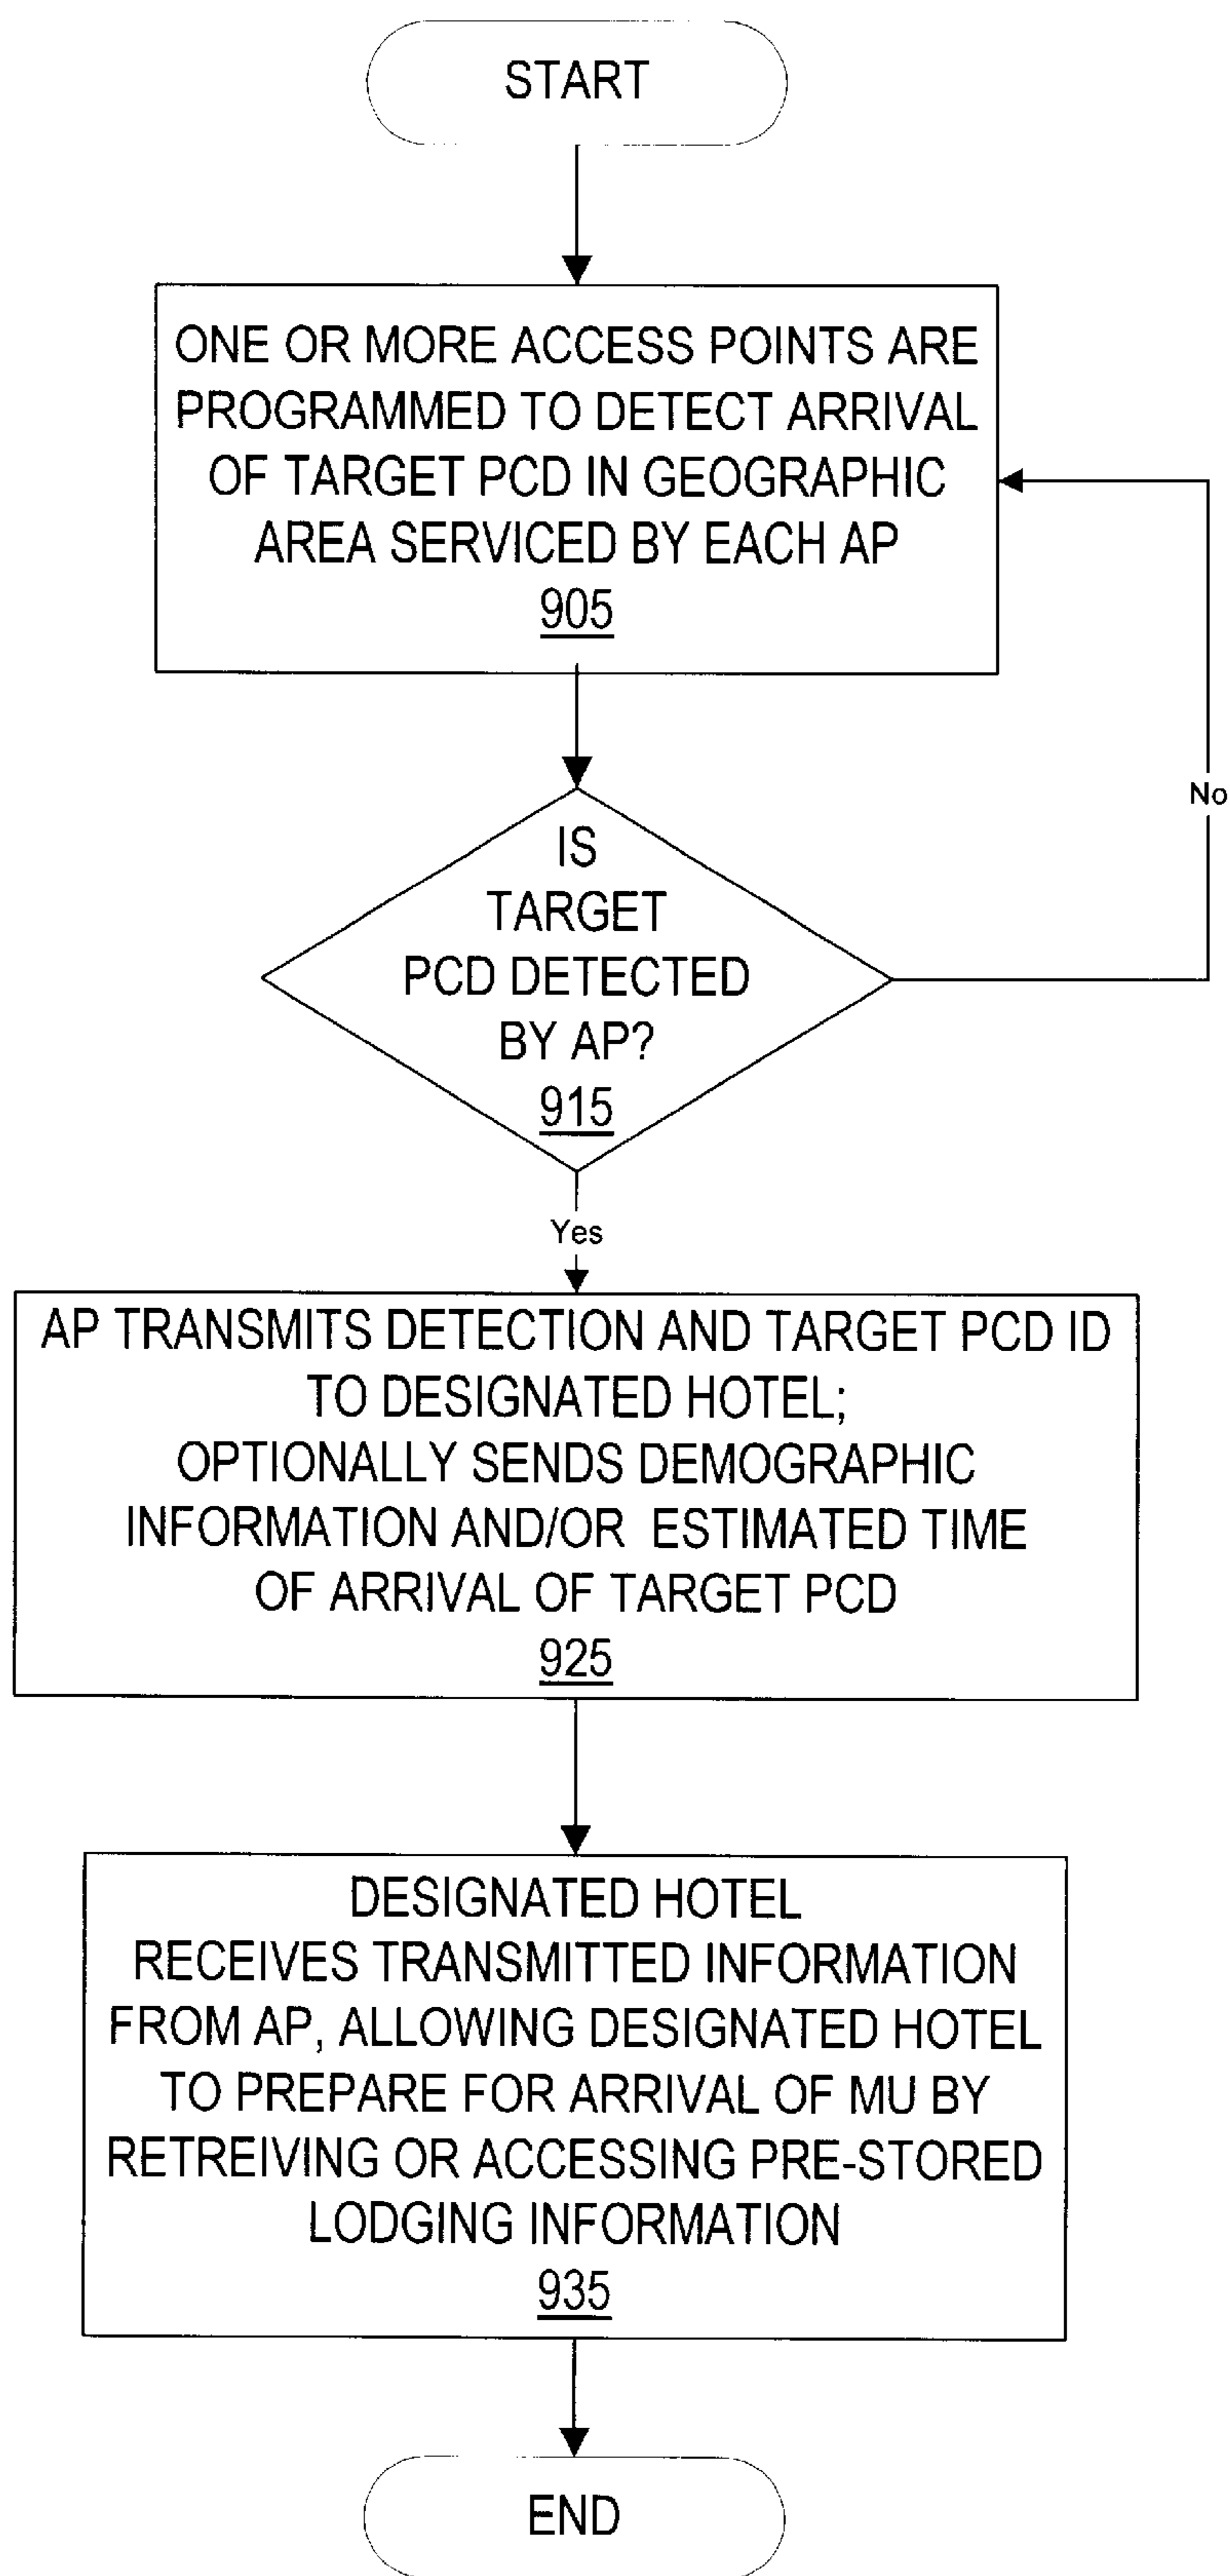 START
ONE OR MORE ACCESS POINTS ARE
PROGRAMMED TO DETECT ARRIVAL
OF TARGET PCD IN GEOGRAPHIC
AREA SERVICED BY EACH AP
905
No
IS
TARGET
PCD DETECTED
BY AP?
915
Yes
AP TRANSMITS DETECTION AND TARGET PCD ID
TO DESIGNATED HOTEL;
OPTIONALLY SENDS DEMOGRAPHIC
INFORMATION AND/OR ESTIMATED TIME
OF ARRIVAL OF TARGET PCD
925
DESIGNATED HOTEL
RECEIVES TRANSMITTED INFORMATION
FROM AP, ALLOWING DESIGNATED HOTEL
TO PREPARE FOR ARRIVAL OF MU BY
RETREIVING OR ACCESSING PRE-STORED
LODGING INFORMATION
935
END